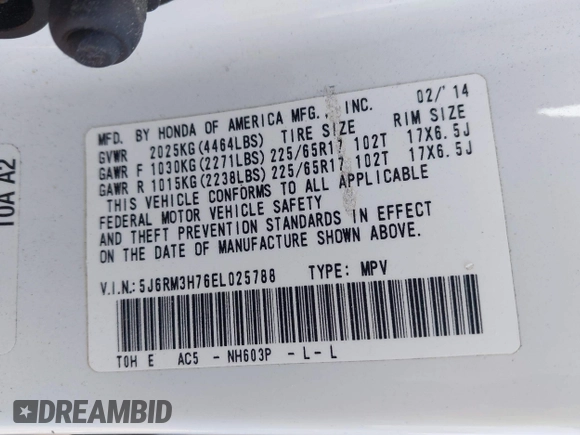 02/'14
MFD. BY HONDA OF AMERICA MFG., INC.
GVWR 2025KG(4464LBS) TIRE SIZE RIM SIZE
GAWR F 1030KG(2271LBS) 225/65R17 102T 17X6.5J
GAWR R 1015KG(2238LBS) 225/65R17 102T 17X6.5J
THIS VEHICLE CONFORMS TO ALL APPLICABLE
FEDERAL MOTOR VEHICLE SAFETY
AND THEFT PREVENTION STANDARDS IN EFFECT
ON THE DATE OF MANUFACTURE SHOWN ABOVE.
V.I.N.:5J6RM3H76EL025788 TYPE: MPV
T0H E AC5 - NH603P - L - L
T0A A2
DREAMBID